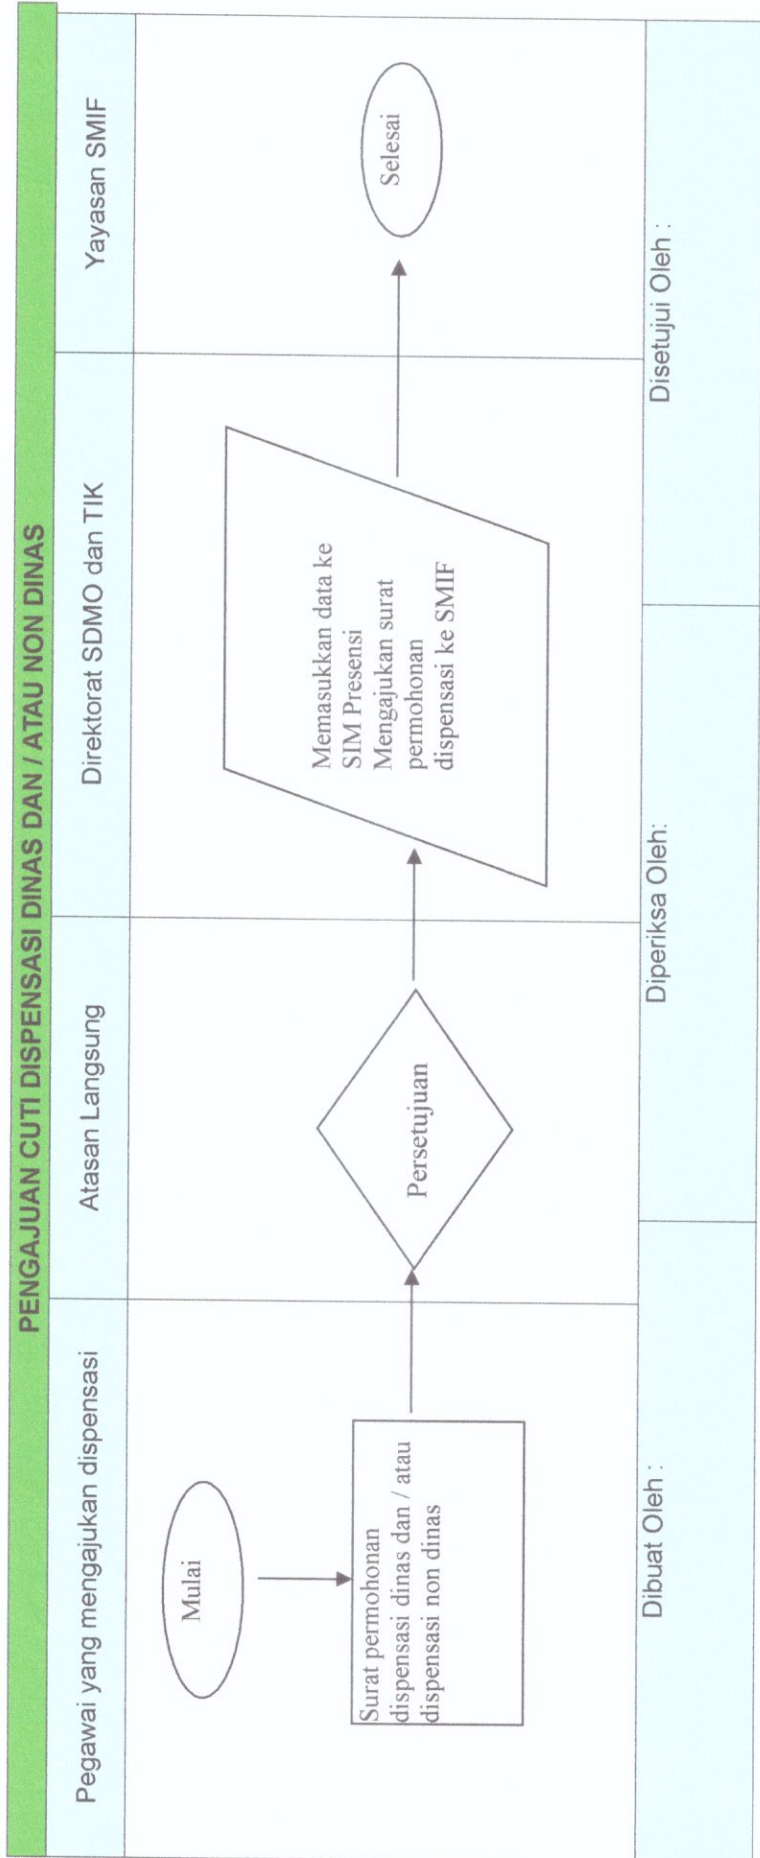 PENGAJUAN CUTI DISPENSASI DINAS DAN / ATAU NON DINAS
Pegawai yang mengajukan dispensasi
Atasan Langsung
Direktorat SDMO dan TIK
Yayasan SMIF
Mulai
Surat permohonan
dispensasi dinas dan / atau
dispensasi non dinas
Persetujuan
Memasukkan data ke
SIM Presensi
Mengajukan surat
permohonan
dispensasi ke SMIF
Selesai
Dibuat Oleh :
Diperiksa Oleh:
Disetujui Oleh :